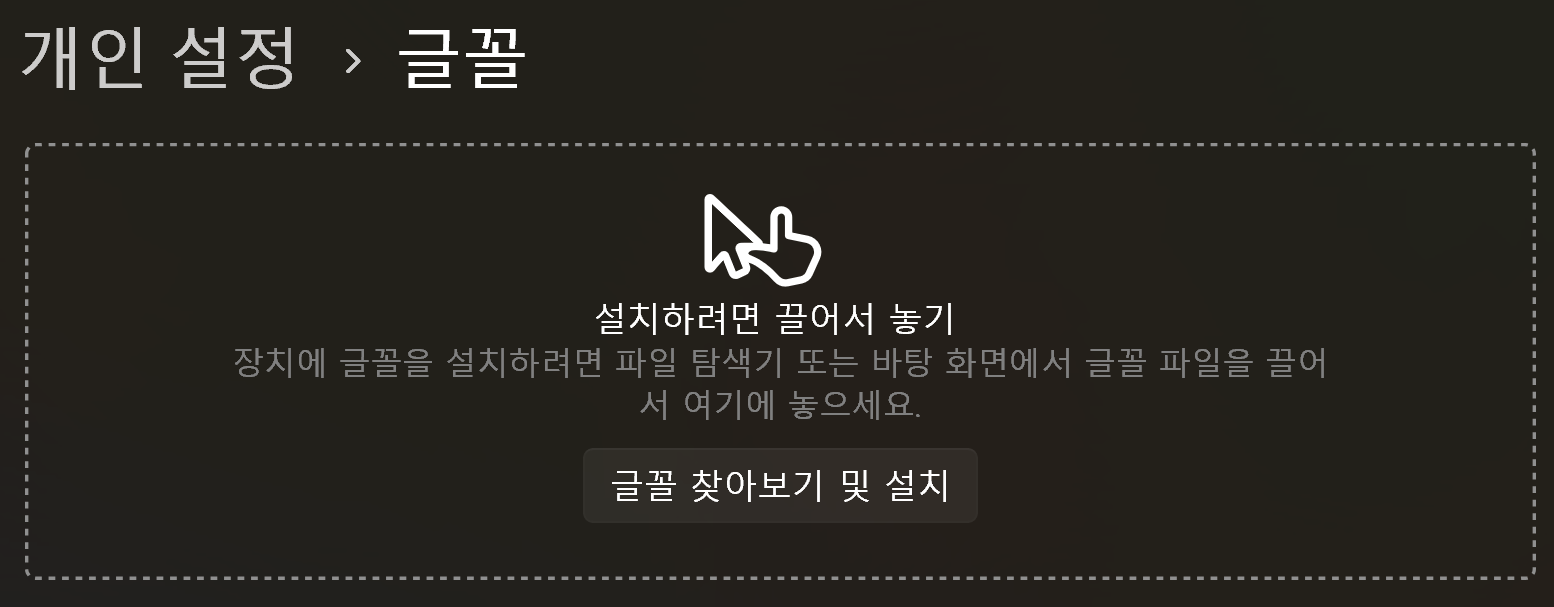 개인 설정 > 글꼴
설치하려면 끌어서 놓기
장치에 글꼴을 설치하려면 파일 탐색기 또는 바탕 화면에서 글꼴 파일을 끌어
서 여기에 놓으세요.
글꼴 찾아보기 및 설치